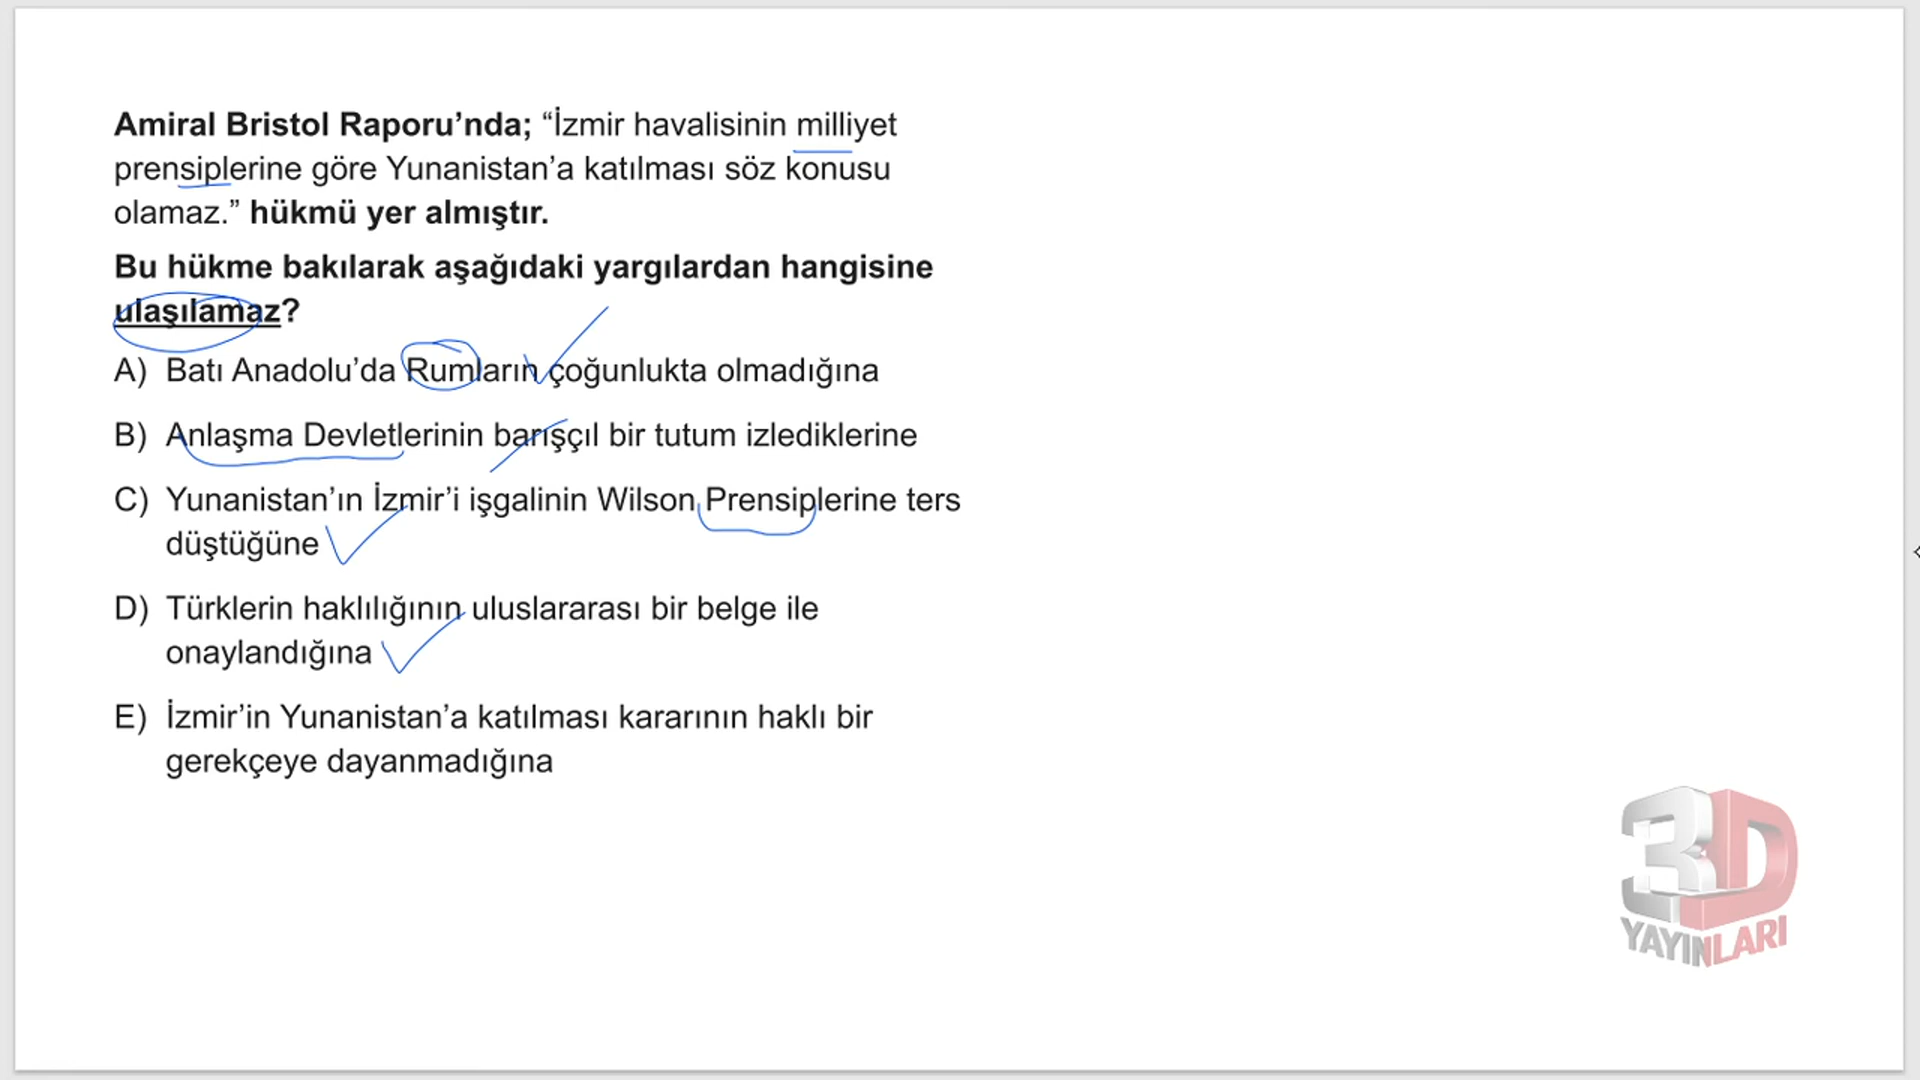 Amiral Bristol Raporu’nda; “İzmir havalisinin milliyet
prensiplerine göre Yunanistan’a katılması söz konusu
olamaz.” hükmü yer almıştır.
Bu hükme bakılarak aşağıdaki yargılardan hangisine
ulaşılamaz?
A) Batı Anadolu’da Rumların çoğunlukta olmadığına
B) Anlaşma Devletlerinin barışçıl bir tutum izlediklerine
C) Yunanistan’ın İzmir’i işgalinin Wilson Prensiplerine ters
düştüğüne
D) Türklerin haklılığının uluslararası bir belge ile
onaylandığına
E) İzmir’in Yunanistan’a katılması kararının haklı bir
gerekçeye dayanmadığına
3D
YAYINLARI